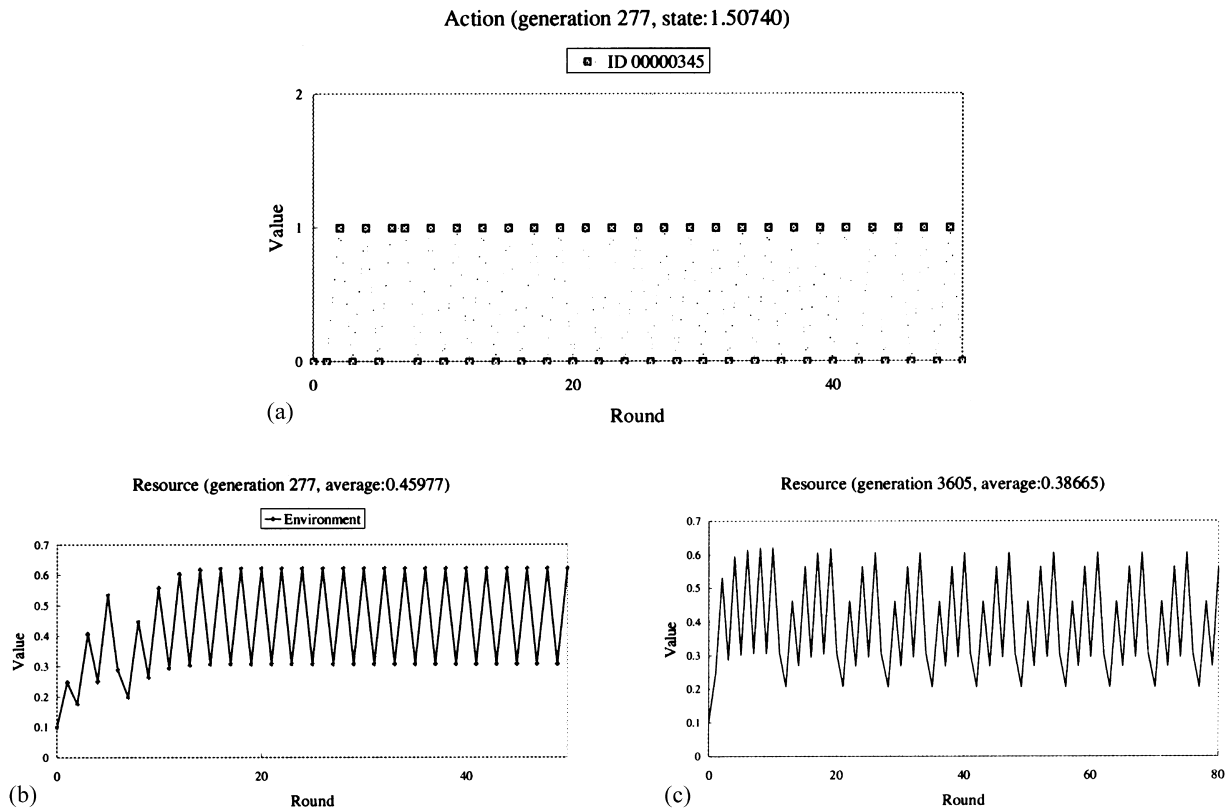 Action (generation 277, state:1.50740)
ID 00000345
2
1
0
Value
0 20 40
Round
(a)
Resource (generation 277, average:0.45977)
Environment
0.7
0.6
0.5
0.4
0.3
0.2
0.1
0
Value
0 20 40
Round
(b)
Resource (generation 3605, average:0.38665)
0.7
0.6
0.5
0.4
0.3
0.2
0.1
0
Value
0 20 40 60 80
Round
(c)